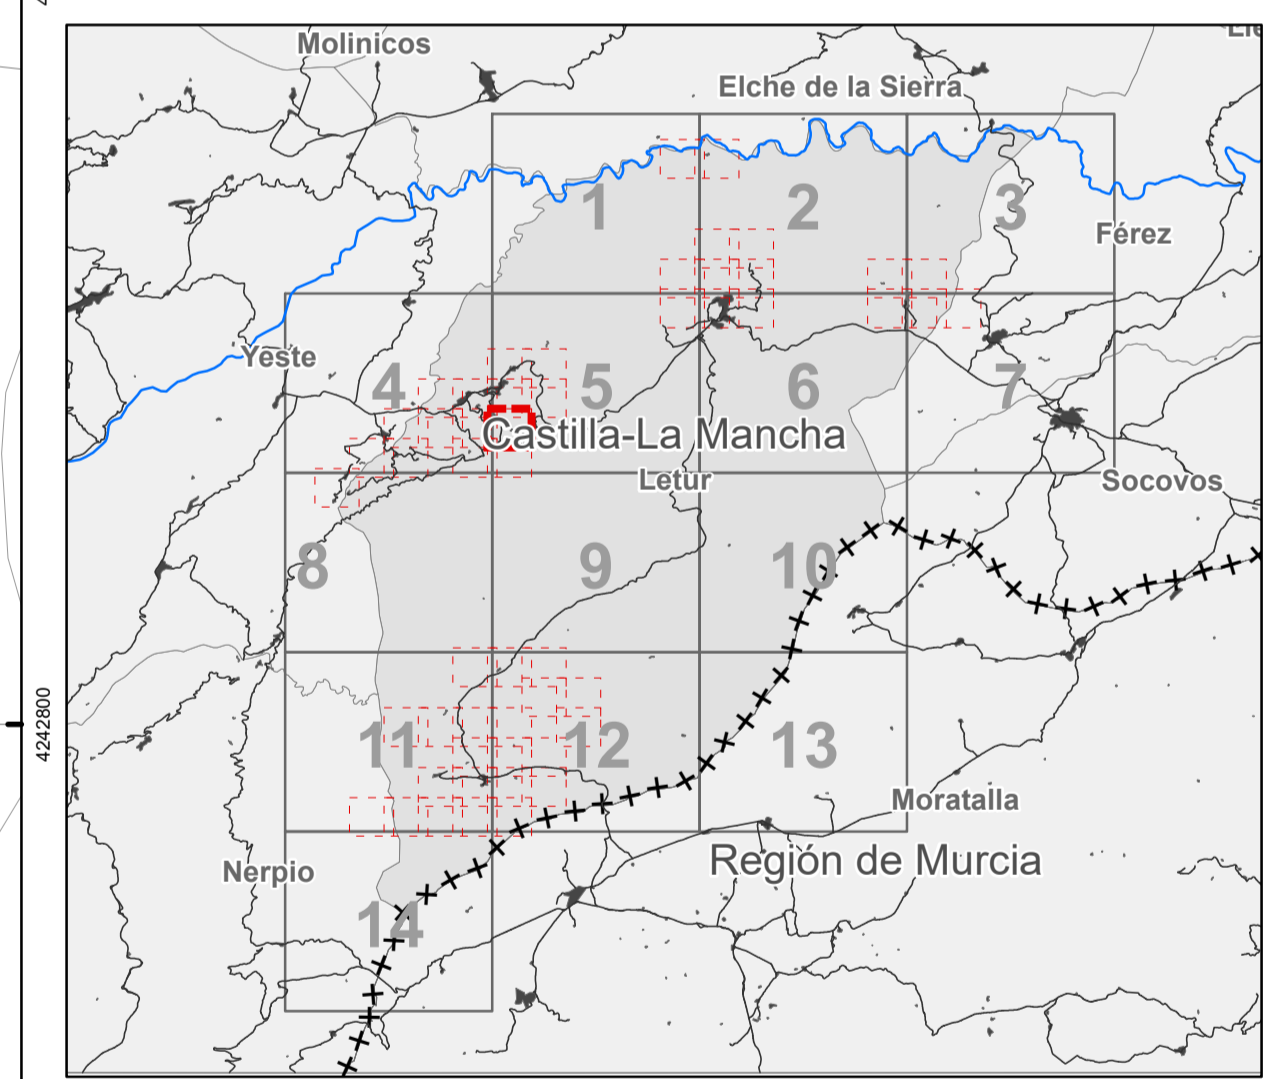 Molinicos
Elche de la Sierra
1
2
3
Férez
Yeste
4
5
6
7
Castilla-La Mancha
Letur
Socovos
8
9
10
4242800
11
12
13
Moratalla
Nerpio
Región de Murcia
14